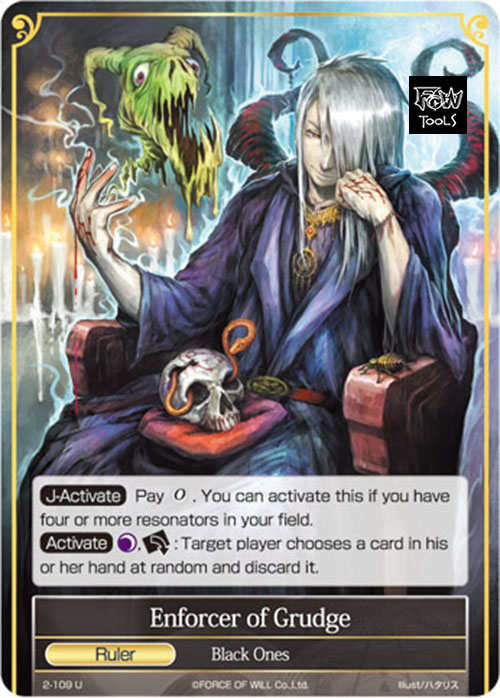 FOW
TOOLS
J-Activate Pay 0 . You can activate this if you have
four or more resonators in your field.
Activate , : Target player chooses a card in his
or her hand at random and discard it.
Enforcer of Grudge
Ruler Black Ones
2-109 U ©FORCE OF WILL Co.,Ltd. Illust/ハタリス